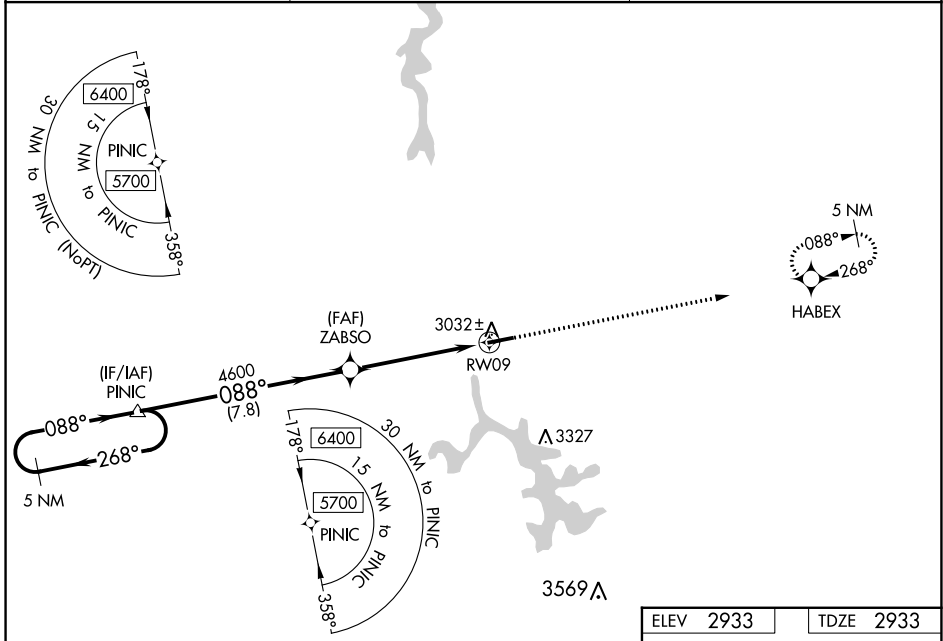 178°
6400
30 NM to PINIC (NoPT)
15 NM to PINIC
PINIC
5700
358°
5 NM
088°
268°
HABEX
(FAF)
ZABSO
3032±
RW09
(IF/IAF)
PINIC
4600
088°
(7.8)
088°
268°
5 NM
178°
6400
30 NM to PINIC
15 NM to PINIC
5700
PINIC
358°
3327
3569
ELEV 2933
TDZE 2933